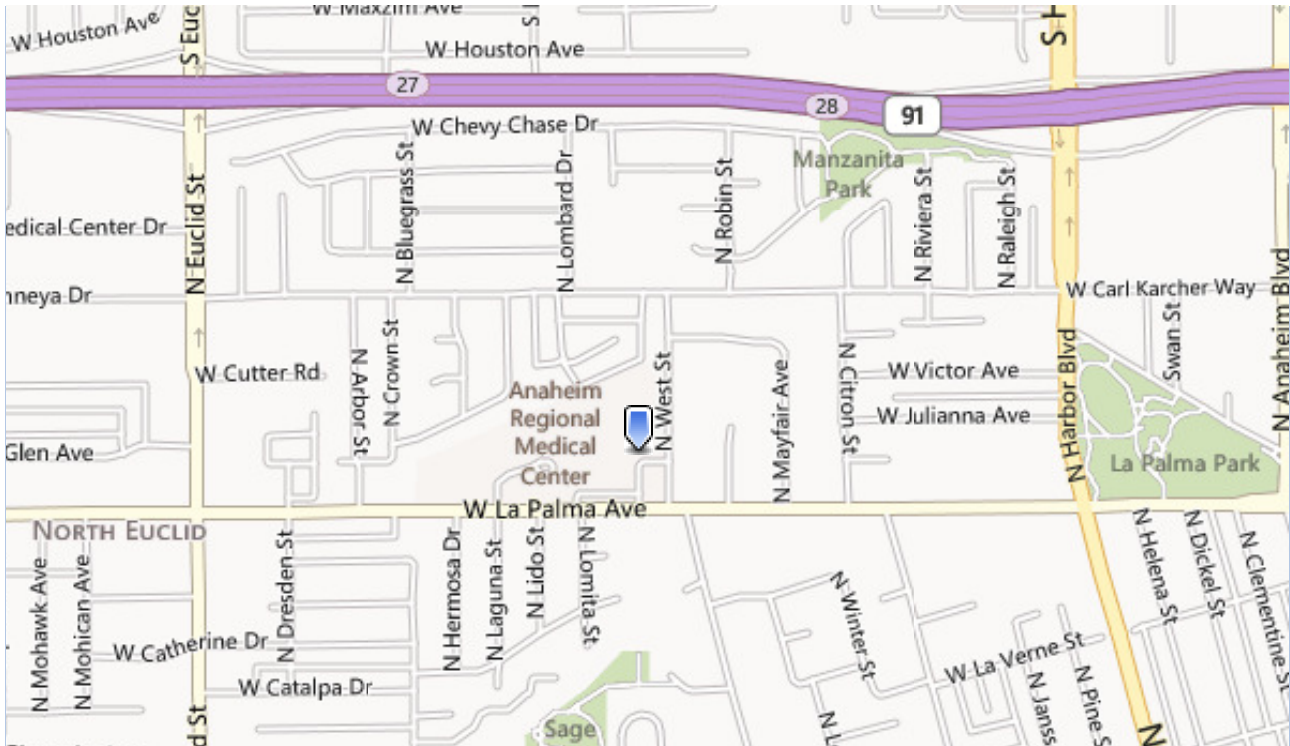 W Maxzim Ave
W Houston Ave
S Euc
S H
W Houston Ave
27
28
91
W Chevy Chase Dr
Manzanita
Park
N Bluegrass St
N Lombard Dr
N Robin St
N Riviera St
N Raleigh St
N Euclid St
edical Center Dr
nneya Dr
W Carl Karcher Way
N Anaheim Blvd
Swan St
N Harbor Blvd
W Cutter Rd
N Arbor St
N Crown St
N West St
N Mayfair Ave
N Citron St
W Victor Ave
W Julianna Ave
Anaheim
Regional
Medical
Center
Glen Ave
La Palma Park
W La Palma Ave
NORTH EUCLID
N Mohawk Ave
N Mohican Ave
N Dresden St
N Hermosa Dr
N Laguna St
N Lido St
N Lomita St
N Helena St
N Dickel St
N Clementine St
N Winter St
W Catherine Dr
W La Verne St
W Catalpa Dr
N Janss
N Pine S
Sage
d St
N L
N